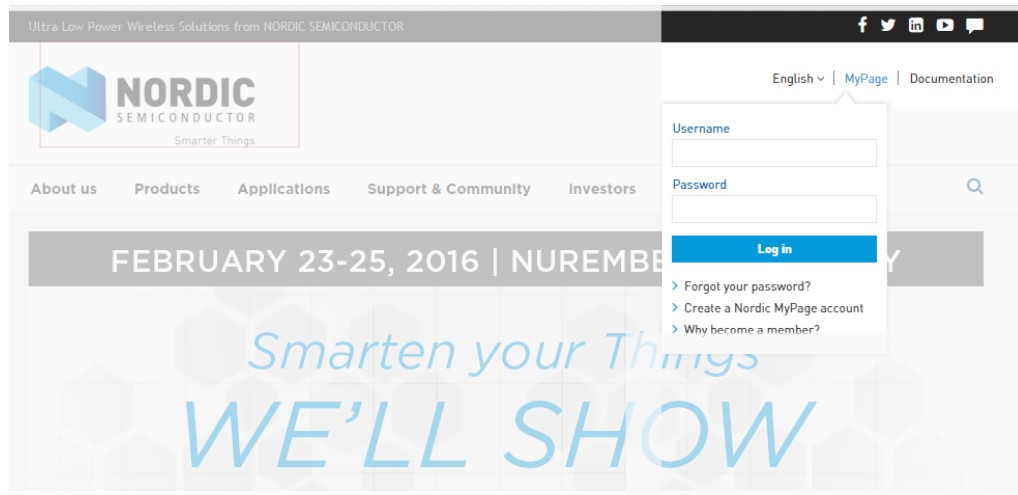 Ultra Low Power Wireless Solutions from NORDIC SEMICONDUCTOR
English | MyPage | Documentation
NORDIC
SEMICONDUCTOR
Smarter Things
Username
Password
Log in
Forgot your password?
Create a Nordic MyPage account
Why become a member?
About us Products Applications Support & Community Investors
FEBRUARY 23-25, 2016 | NUREMBE Y
Smarten your Things
WE'LL SHOW